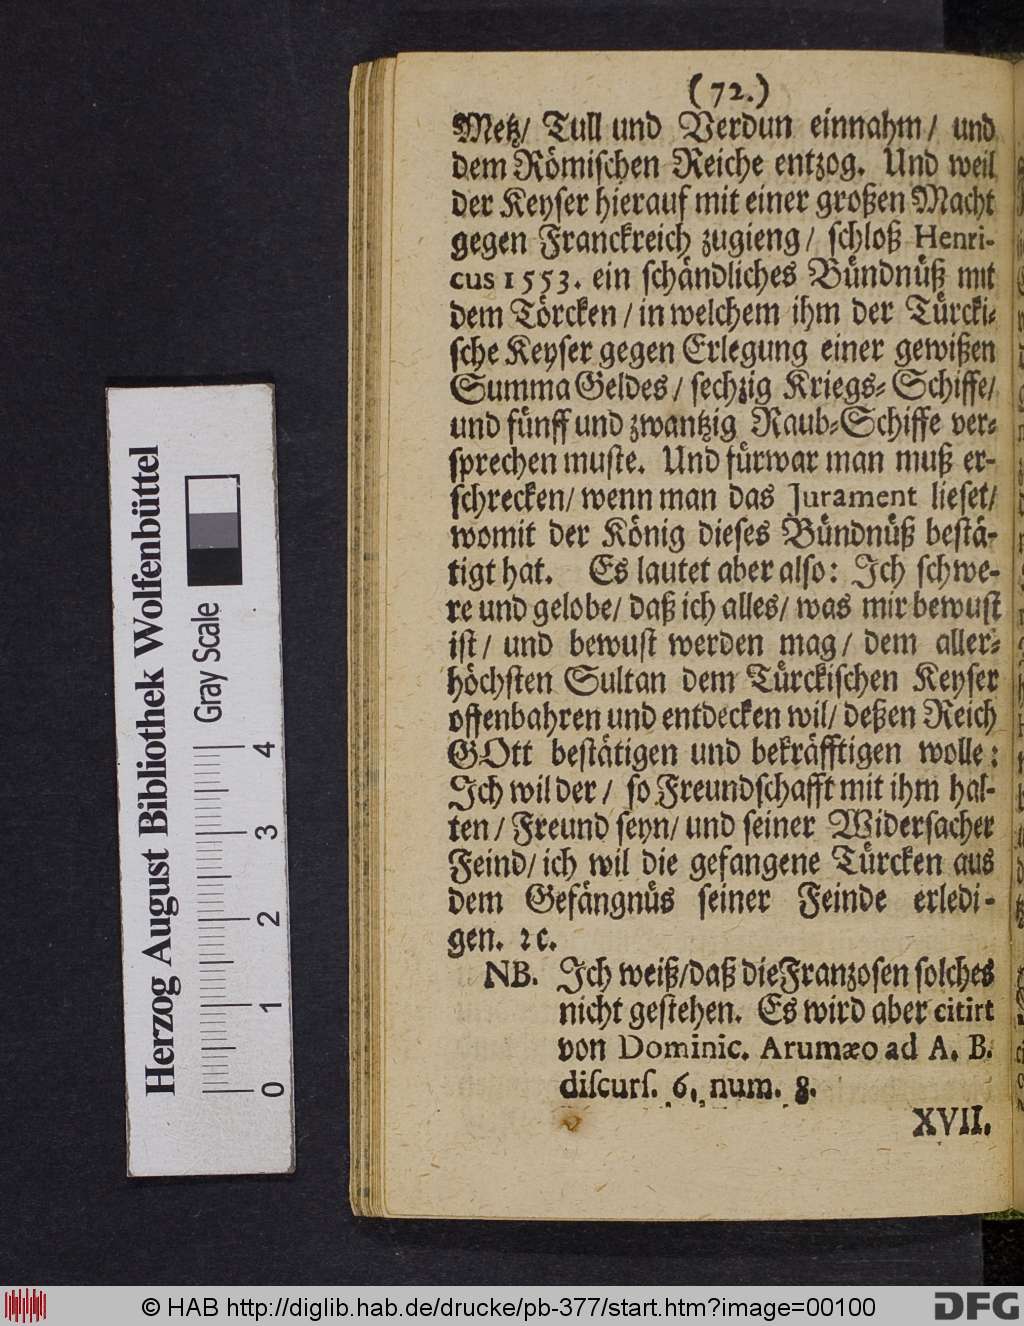 (72.)
Metz/ Tull und Verdun einnahm/ und
dem Römischen Reiche entzog. Und weil
der Keyser hierauf mit einer großen Macht
gegen Franckreich zugieng/ schloß Henri-
cus 1553. ein schändliches Bündnüß mit
dem Törcken/ in welchem ihm der Türcki-
sche Keyser gegen Erlegung einer gewißen
Summa Geldes/ sechzig Kriegs-Schiffe/
und fünff und zwantzig Raub-Schiffe ver-
sprechen muste. Und fürwar man muß er-
schrecken/ wenn man das Jurament lieset/
womit der König dieses Bündnüß bestä-
tigt hat. Es lautet aber also: Ich schwe-
re und gelobe/ daß ich alles/ was mir bewust
ist/ und bewust werden mag/ dem aller-
höchsten Sultan dem Türckischen Keyser
offenbahren und entdecken wil/ deßen Reich
GOtt bestätigen und bekräfftigen wolle:
Ich wil der/ so Freundschafft mit ihm hal-
ten/ Freund seyn/ und seiner Widersacher
Feind/ ich wil die gefangene Türcken aus
dem Gefängnüs seiner Feinde erledi-
gen. ꝛc.
NB. Ich weiß/ daß die Franzosen solches
nicht gestehen. Es wird aber citirt
von Dominic. Arumæo ad A. B.
discurs. 6. num. 8.
XVII.
Herzog August Bibliothek Wolfenbüttel
Gray Scale
0 1 2 3 4
© HAB http://diglib.hab.de/drucke/pb-377/start.htm?image=00100
DFG